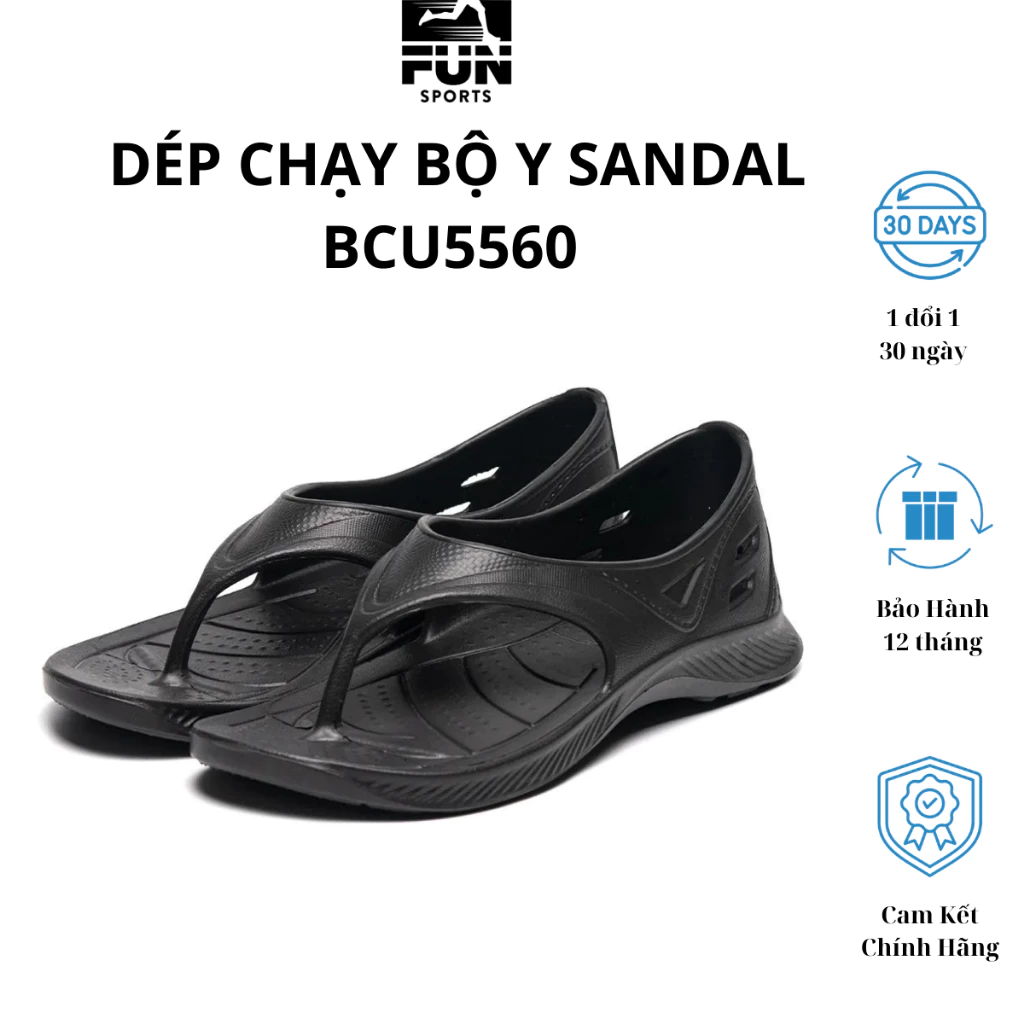 FUN
SPORTS
DÉP CHẠY BỘ Y SANDAL
BCU5560
30 DAYS
1 đổi 1
30 ngày
Bảo Hành
12 tháng
Cam Kết
Chính Hãng